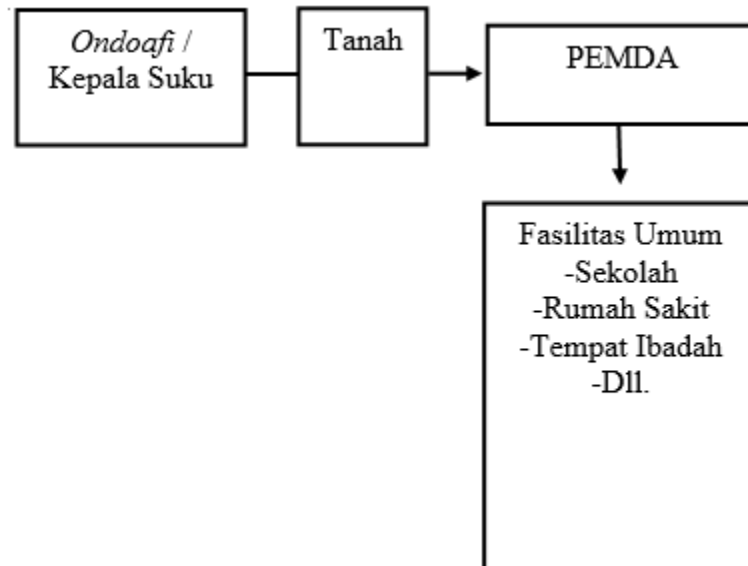 Ondoafi /
Kepala Suku
Tanah
PEMDA
Fasilitas Umum
-Sekolah
-Rumah Sakit
-Tempat Ibadah
-Dll.